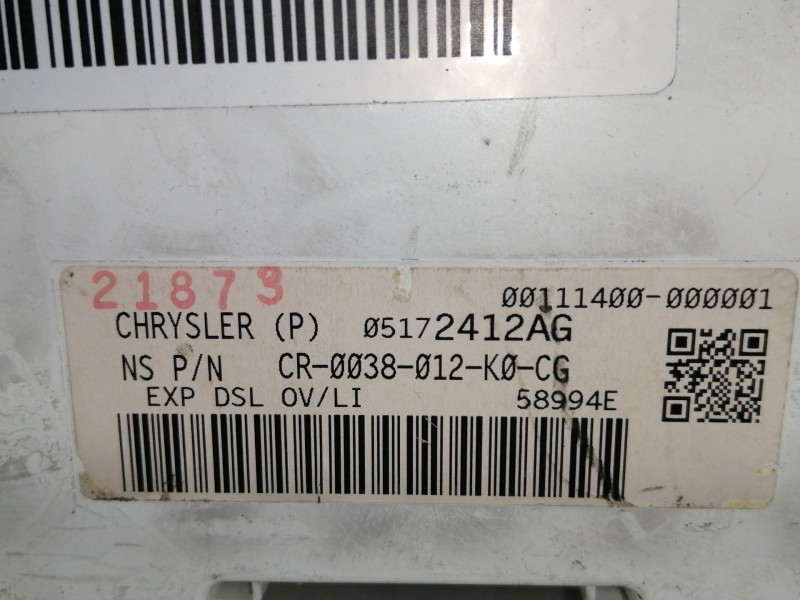 21873
00111400-000001
CHRYSLER (P) 05172412AG
NS P/N CR-0038-012-K0-CG
EXP DSL OV/LI 58994E